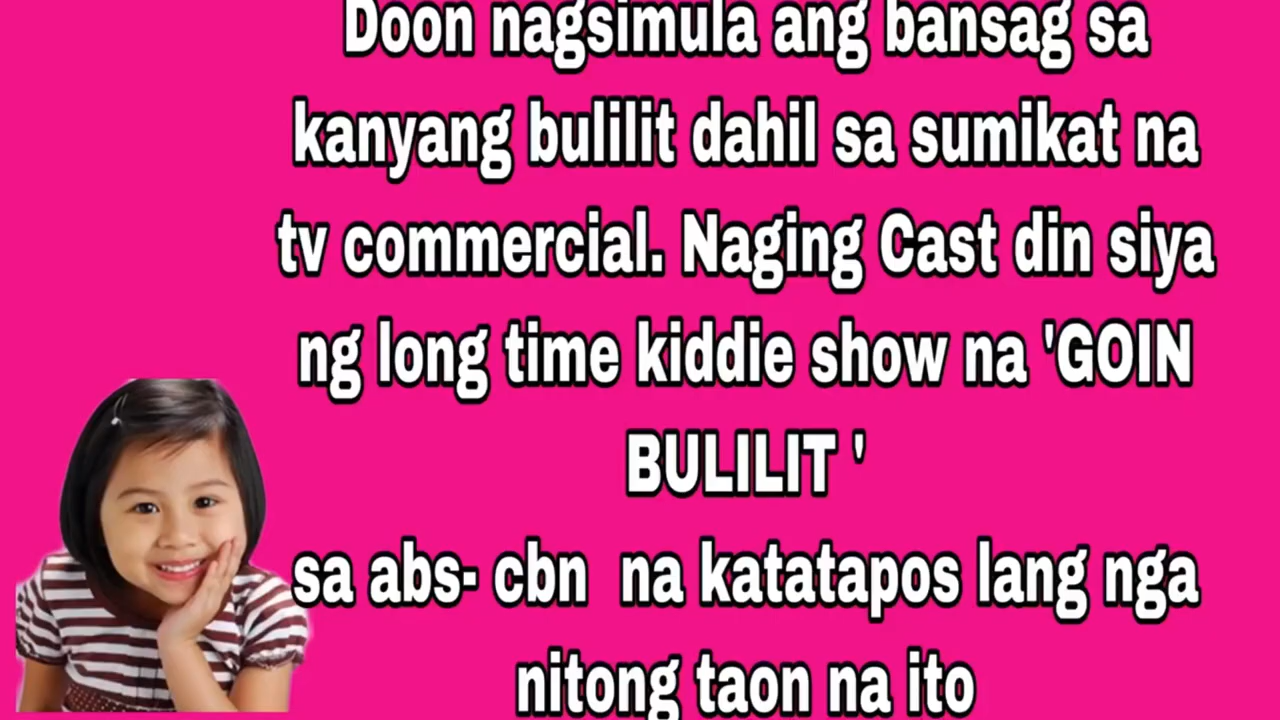 Doon nagsimula ang bansag sa
kanyang bulilit dahil sa sumikat na
tv commercial. Naging Cast din siya
ng long time kiddie show na 'GOIN
BULILIT '
sa abs- cbn  na katatapos lang nga
nitong taon na ito